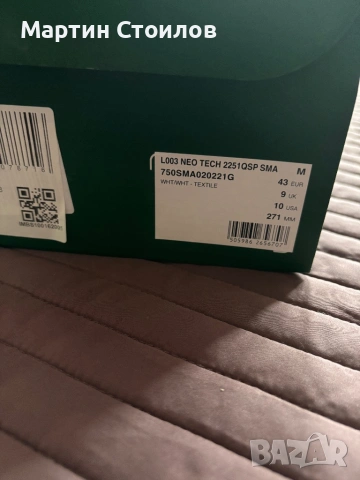 Мартин Стоилов
L003 NEO TECH 2251QSP SMA M
750SMA020221G
WHT/WHT - TEXTILE
43 EUR
9 UK
10 USA
271 MM
BAZAR